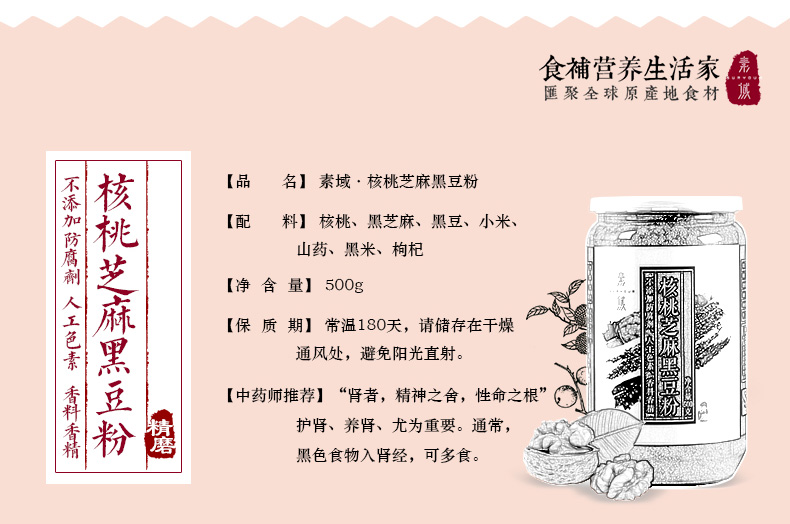 食補营养生活家
匯聚全球原產地食材
素域
核桃芝麻黑豆粉
不添加防腐劑 人工色素 香料香精
精磨
【品 名】 素域·核桃芝麻黑豆粉
【配 料】 核桃、黑芝麻、黑豆、小米、
山药、黑米、枸杞
【净 含 量】 500g
【保 质 期】 常温180天，请储存在干燥
通风处，避免阳光直射。
【中药师推荐】“肾者，精神之舍，性命之根”
护肾、养肾、尤为重要。通常，
黑色食物入肾经，可多食。
素域
核桃芝麻黑豆粉